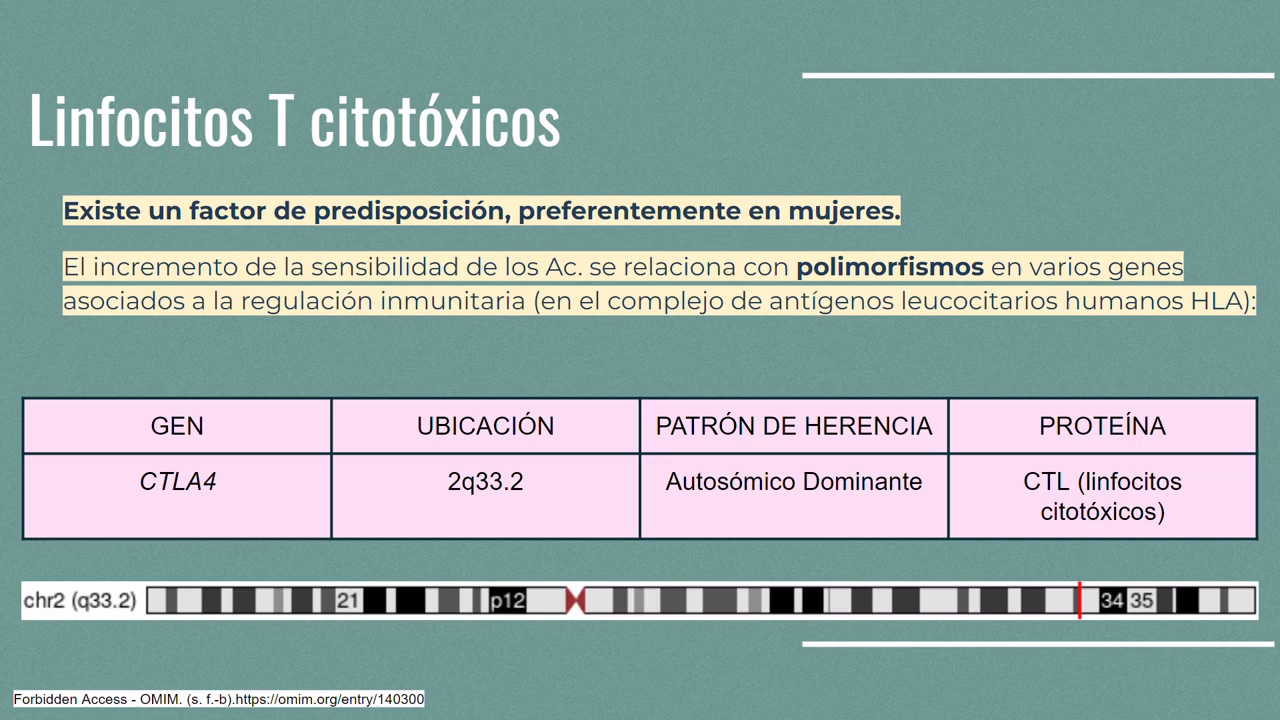 Linfocitos T citotóxicos
Existe un factor de predisposición, preferentemente en mujeres.
El incremento de la sensibilidad de los Ac. se relaciona con polimorfismos en varios genes
asociados a la regulación inmunitaria (en el complejo de antígenos leucocitarios humanos HLA):
GEN UBICACIÓN PATRÓN DE HERENCIA PROTEÍNA
CTLA4 2q33.2 Autosómico Dominante CTL (linfocitos
citotóxicos)
chr2 (q33.2) 21 p12 34 35
Forbidden Access - OMIM. (s. f.-b).https://omim.org/entry/140300